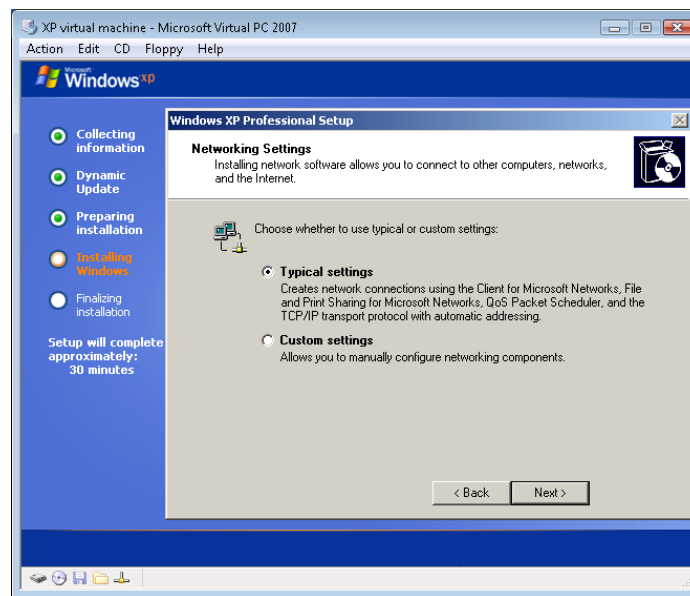 XP virtual machine - Microsoft Virtual PC 2007
Action Edit CD Floppy Help
Microsoft
Windows xp
Collecting
information
Dynamic
Update
Preparing
installation
Installing
Windows
Finalizing
installation
Setup will complete
approximately:
30 minutes
Windows XP Professional Setup
Networking Settings
Installing network software allows you to connect to other computers, networks,
and the Internet.
Choose whether to use typical or custom settings:
Typical settings
Creates network connections using the Client for Microsoft Networks, File
and Print Sharing for Microsoft Networks, QoS Packet Scheduler, and the
TCP/IP transport protocol with automatic addressing.
Custom settings
Allows you to manually configure networking components.
< Back
Next >